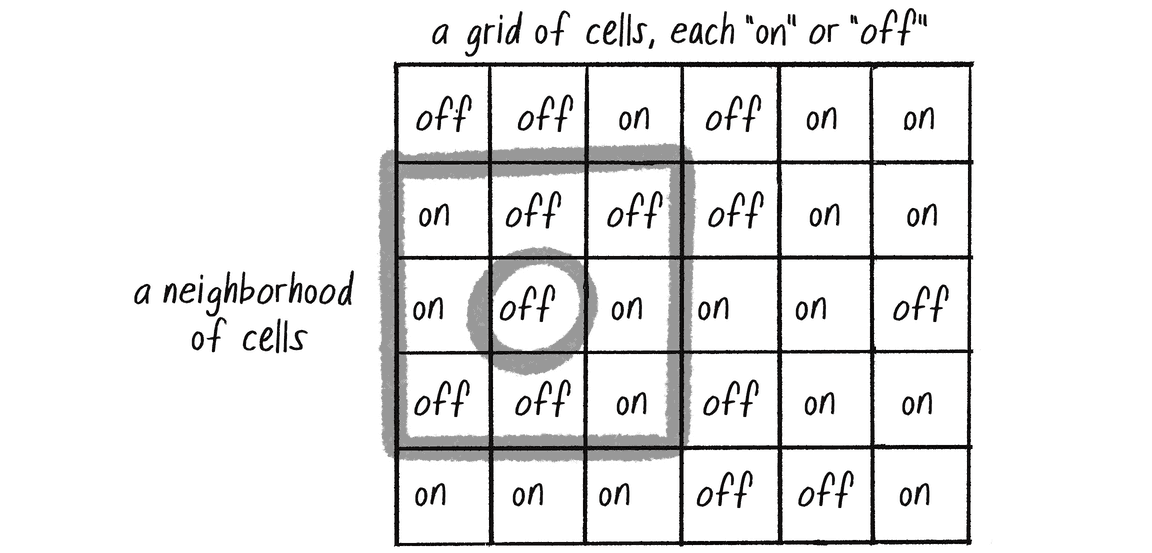 a grid of cells, each "on" or "off"
off off on off on on
on off off off on on
a neighborhood
of cells
on off on on on off
off off on off on on
on on on off off on